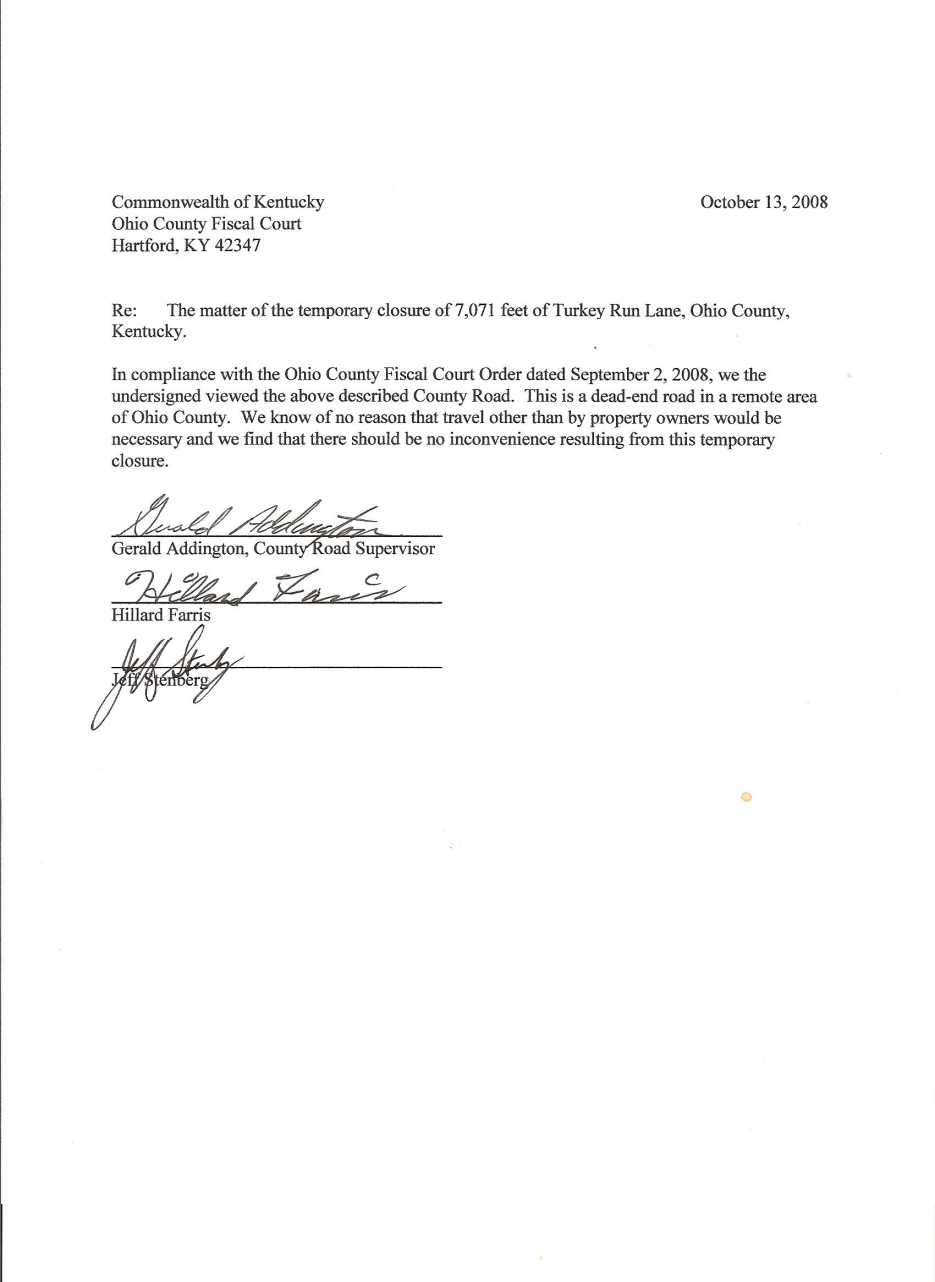 Commonwealth of Kentucky October 13, 2008
Ohio County Fiscal Court
Hartford, KY 42347
Re: The matter of the temporary closure of 7,071 feet of Turkey Run Lane, Ohio County,
Kentucky.
In compliance with the Ohio County Fiscal Court Order dated September 2, 2008, we the
undersigned viewed the above described County Road. This is a dead-end road in a remote area
of Ohio County. We know of no reason that travel other than by property owners would be
necessary and we find that there should be no inconvenience resulting from this temporary
closure.
Gerald Addington
Gerald Addington, County Road Supervisor
Hillard Faris
Hillard Farris
Jeff
Jeff Stenberg